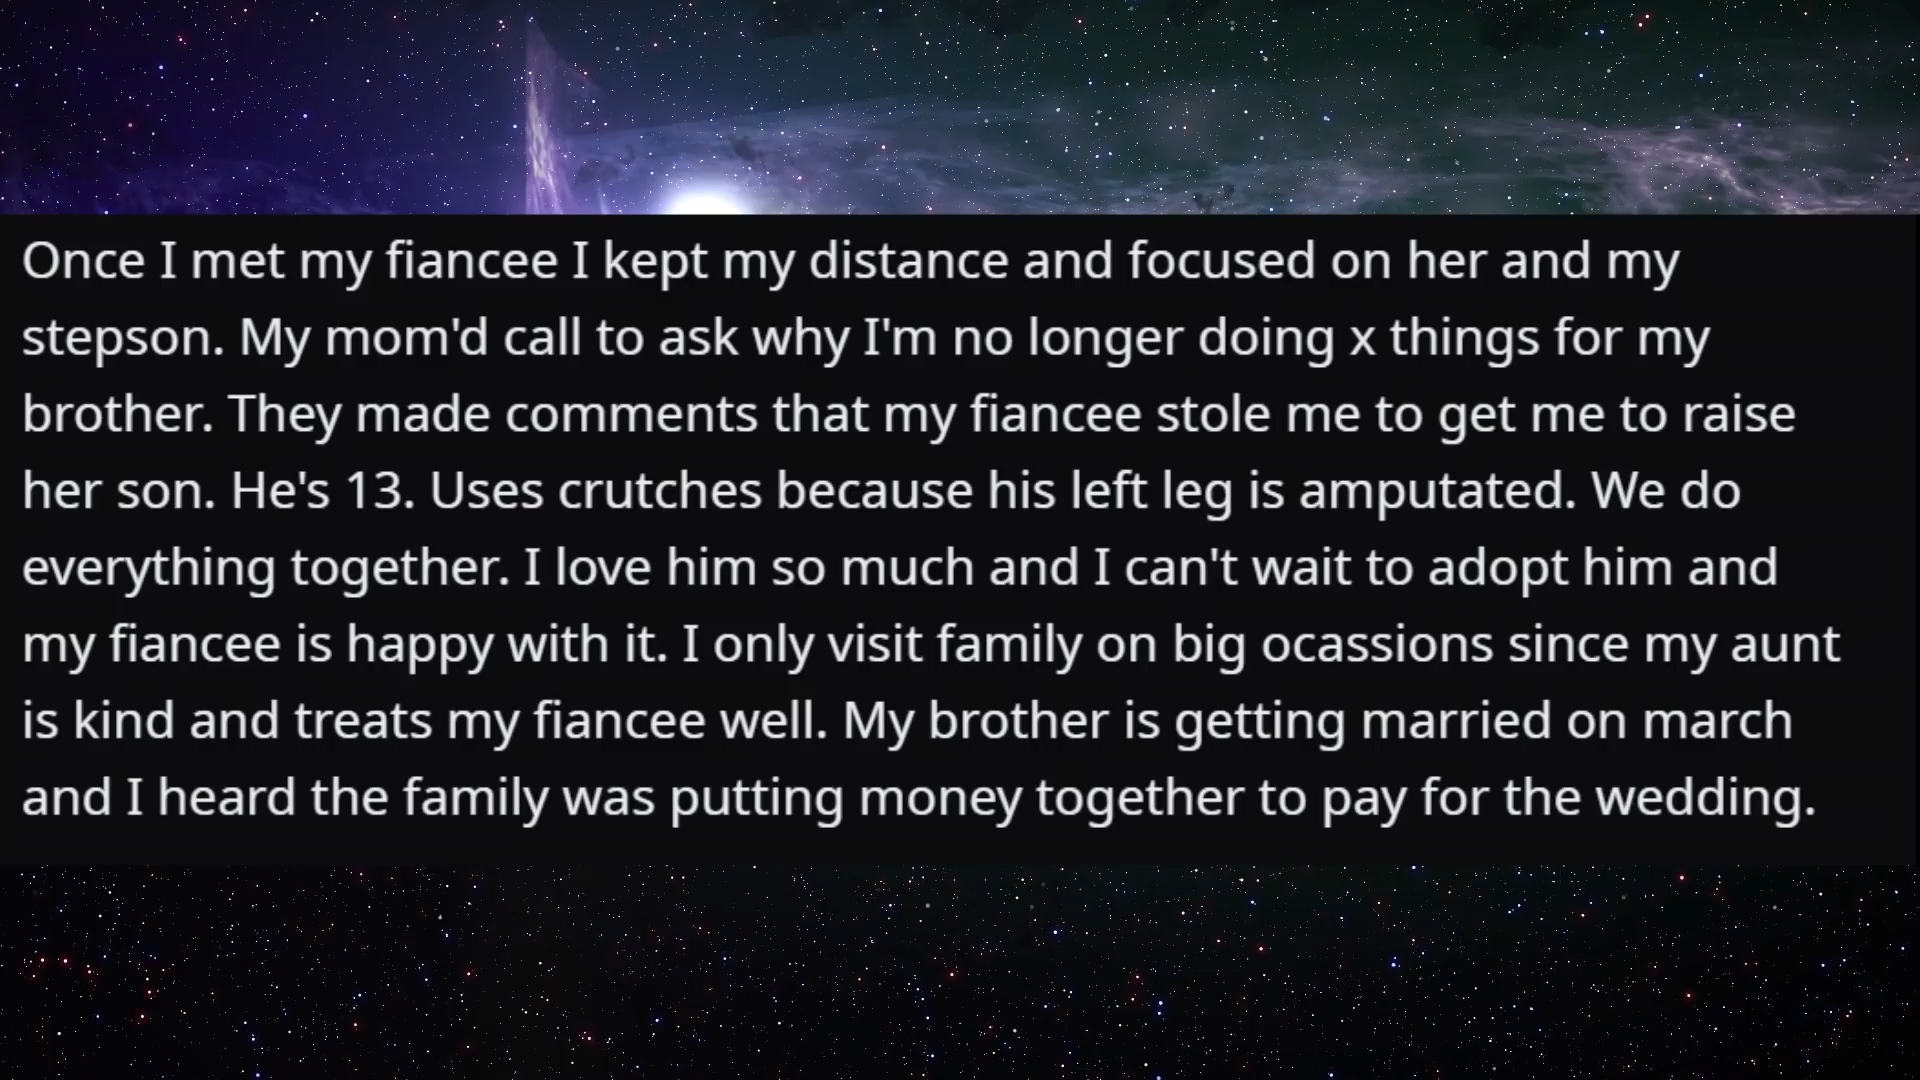 Once I met my fiancee I kept my distance and focused on her and my
stepson. My mom'd call to ask why I'm no longer doing x things for my
brother. They made comments that my fiancee stole me to get me to raise
her son. He's 13. Uses crutches because his left leg is amputated. We do
everything together. I love him so much and I can't wait to adopt him and
my fiancee is happy with it. I only visit family on big ocassions since my aunt
is kind and treats my fiancee well. My brother is getting married on march
and I heard the family was putting money together to pay for the wedding.